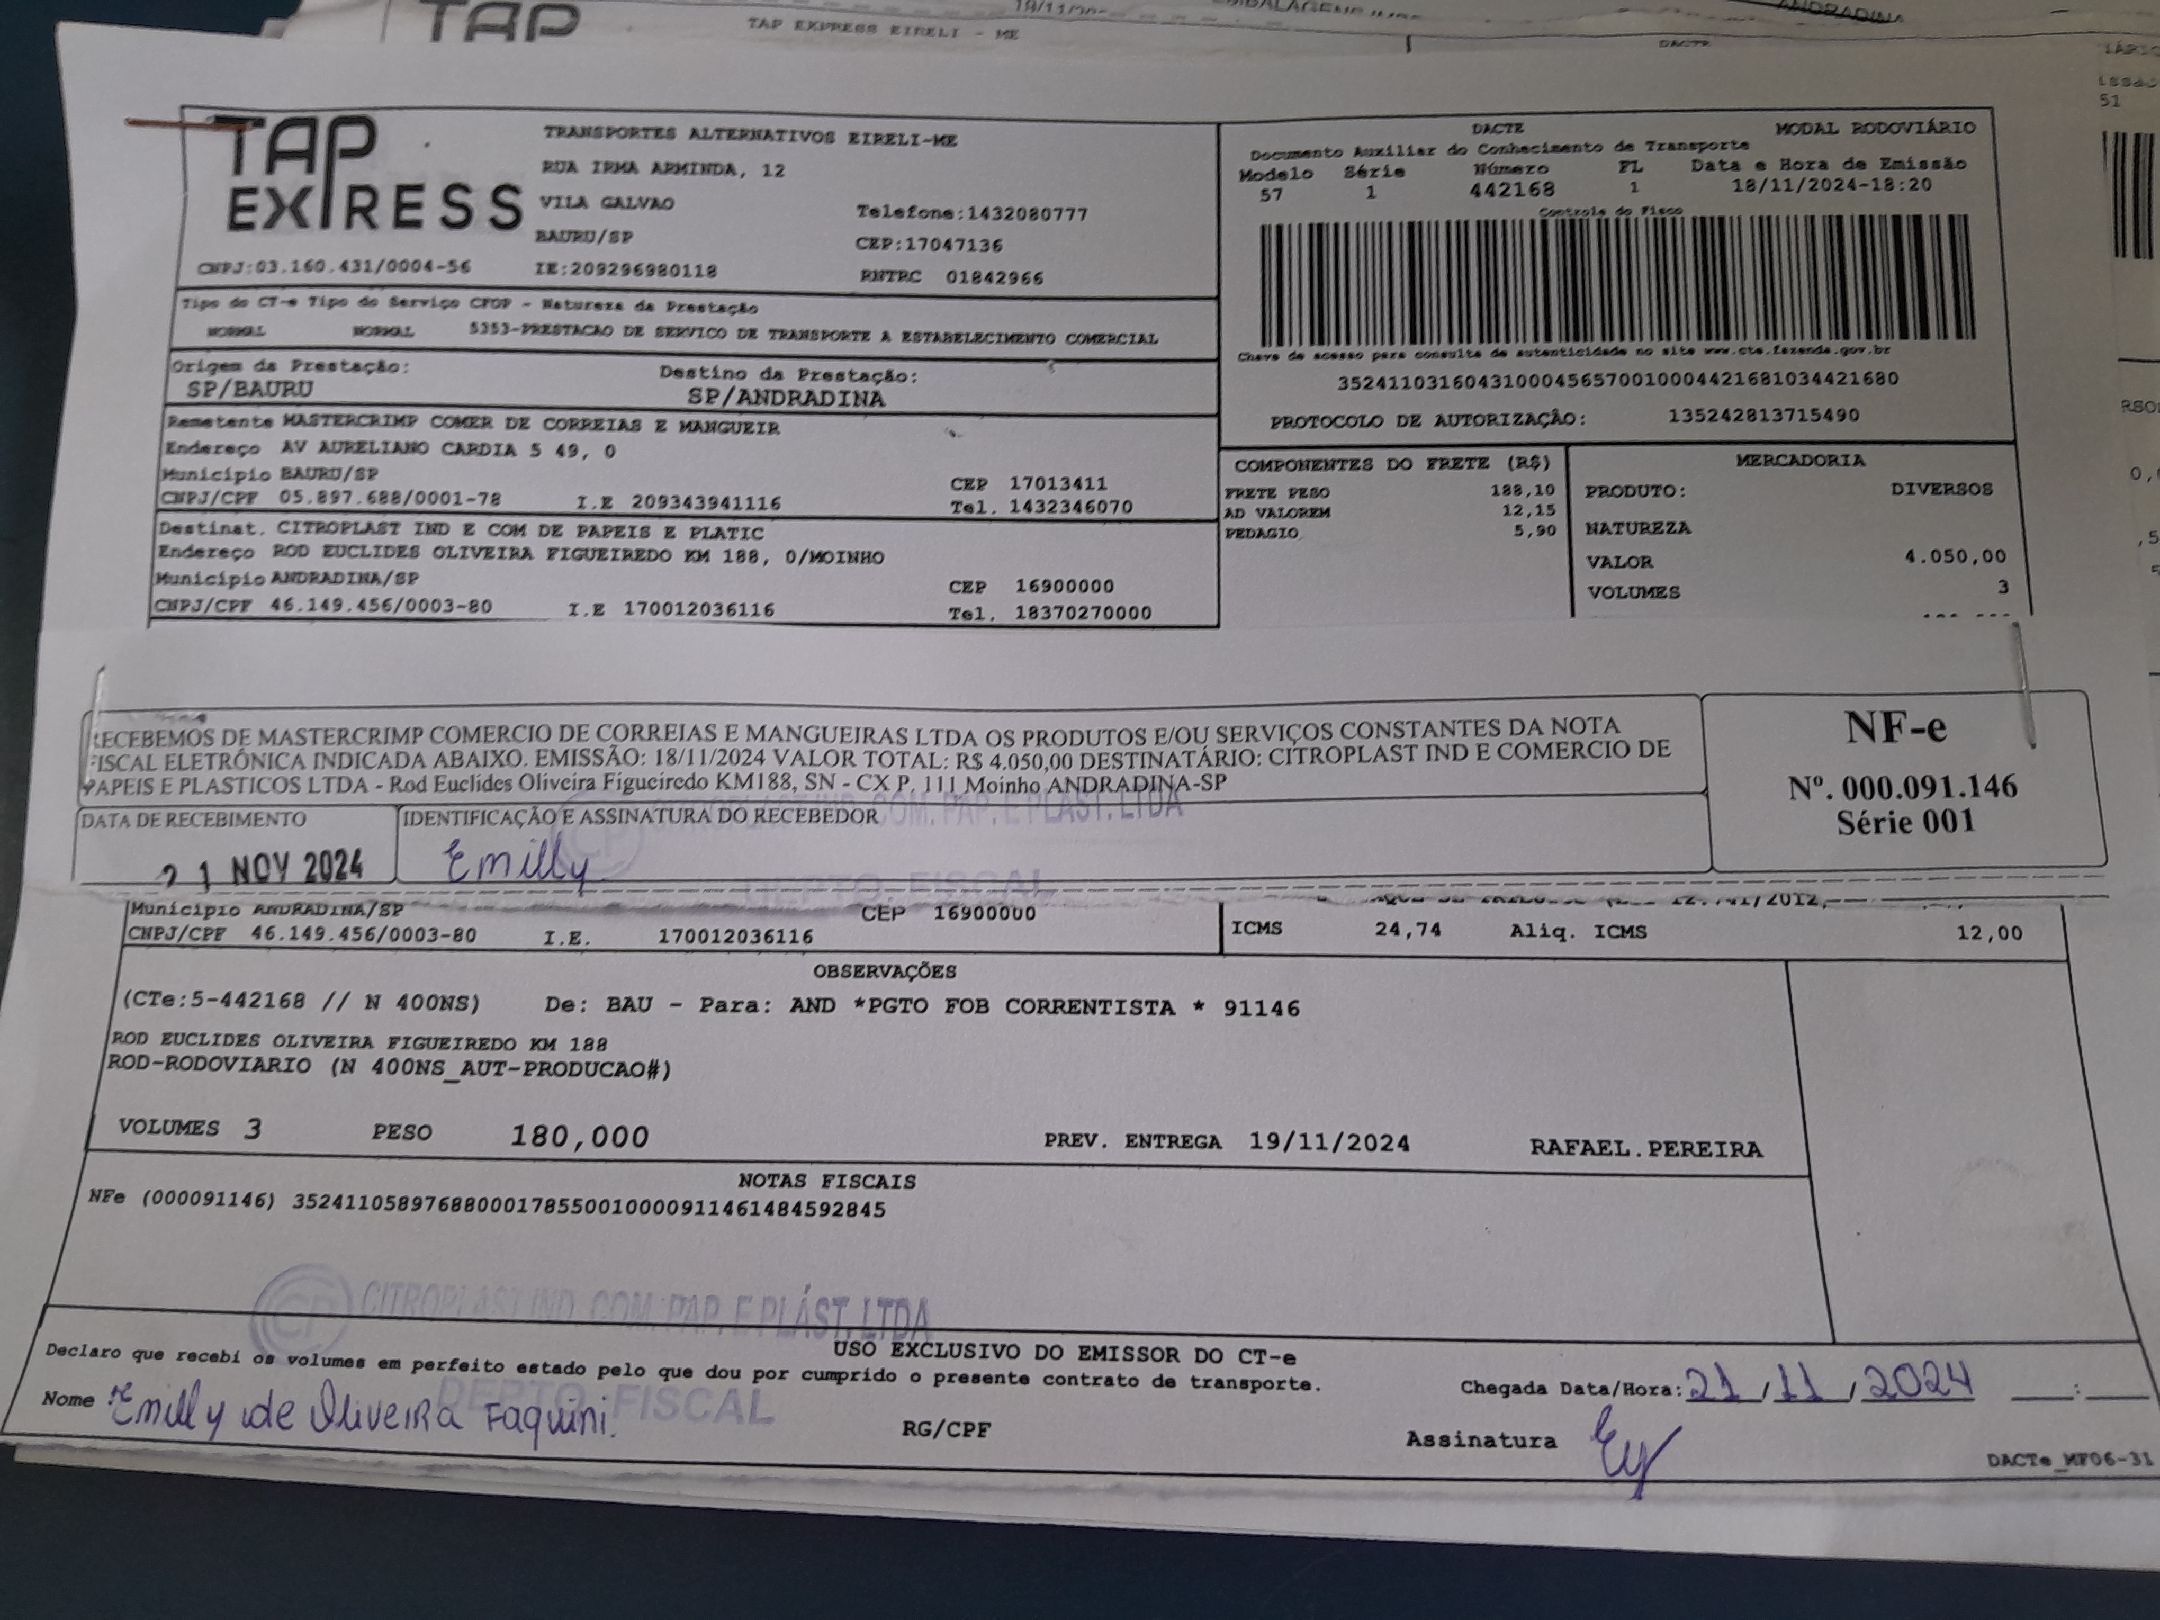 TAP
TAP EXPRESS EIRELI - ME
ANDRADINA
DACTE
51
TAP
EXPRESS
TRANSPORTES ALTERNATIVOS EIRELI-ME
RUA IRMA ARMINDA, 12
VILA GALVAO
Telefone:1432080777
BAURU/SP
CEP:17047136
CNPJ:03.160.431/0004-56 IE:209296980118 RNTRC 01842966
DACTE MODAL RODOVIÁRIO
Documento Auxiliar do Conhecimento de Transporte
Modelo Série Número FL Data e Hora de Emissão
57 1 442168 1 18/11/2024-18:20
Controle do Fisco
Chave de acesso para consulta de autenticidade no site www.cte.fazenda.gov.br
35241103160431000456570010004421681034421680
PROTOCOLO DE AUTORIZAÇÃO: 135242813715490
Tipo do CT-e Tipo do Serviço CFOP - Natureza da Prestação
NORMAL NORMAL 5353-PRESTACAO DE SERVICO DE TRANSPORTE A ESTABELECIMENTO COMERCIAL
Origem da Prestação: Destino da Prestação:
SP/BAURU SP/ANDRADINA
Remetente MASTERCRIMP COMER DE CORREIAS E MANGUEIR
Endereço AV AURELIANO CARDIA 5 49, 0
Município BAURU/SP CEP 17013411
CNPJ/CPF 05.897.688/0001-78 I.E 209343941116 Tel. 1432346070
Destinat. CITROPLAST IND E COM DE PAPEIS E PLATIC
Endereço ROD EUCLIDES OLIVEIRA FIGUEIREDO KM 188, 0/MOINHO
Município ANDRADINA/SP CEP 16900000
CNPJ/CPF 46.149.456/0003-80 I.E 170012036116 Tel. 18370270000
COMPONENTES DO FRETE (R$)
FRETE PESO 188,10
AD VALOREM 12,15
PEDAGIO 5,90
MERCADORIA
PRODUTO: DIVERSOS
NATUREZA
VALOR 4.050,00
VOLUMES 3
RECEBEMOS DE MASTERCRIMP COMERCIO DE CORREIAS E MANGUEIRAS LTDA OS PRODUTOS E/OU SERVIÇOS CONSTANTES DA NOTA
FISCAL ELETRÔNICA INDICADA ABAIXO. EMISSÃO: 18/11/2024 VALOR TOTAL: R$ 4.050,00 DESTINATÁRIO: CITROPLAST IND E COMERCIO DE
PAPEIS E PLASTICOS LTDA - Rod Euclides Oliveira Figueiredo KM188, SN - CX P. 111 Moinho ANDRADINA-SP
NF-e
Nº. 000.091.146
Série 001
DATA DE RECEBIMENTO IDENTIFICAÇÃO E ASSINATURA DO RECEBEDOR
COM. PAP. E PLÁST. LTDA
21 NOV 2024 Emilly
DEPTO. FISCAL
Município ANDRADINA/SP CEP 16900000
CNPJ/CPF 46.149.456/0003-80 I.E. 170012036116
ICMS 24,74 Aliq. ICMS 12,00
OBSERVAÇÕES
(CTe:5-442168 // N 400NS) De: BAU - Para: AND *PGTO FOB CORRENTISTA * 91146
ROD EUCLIDES OLIVEIRA FIGUEIREDO KM 188
ROD-RODOVIARIO (N 400NS_AUT-PRODUCAO#)
VOLUMES 3 PESO 180,000 PREV. ENTREGA 19/11/2024 RAFAEL.PEREIRA
NOTAS FISCAIS
NFe (000091146) 35241105897688000178550010000911461484592845
CP CITROPLAST IND. COM. PAP. E PLÁST. LTDA
USO EXCLUSIVO DO EMISSOR DO CT-e
Declaro que recebi os volumes em perfeito estado pelo que dou por cumprido o presente contrato de transporte.
Chegada Data/Hora: 21/11/2024 __:__
DEPTO. FISCAL
Nome Emilly de Oliveira Faquini. RG/CPF Assinatura Ey
DACTe_MF06-31